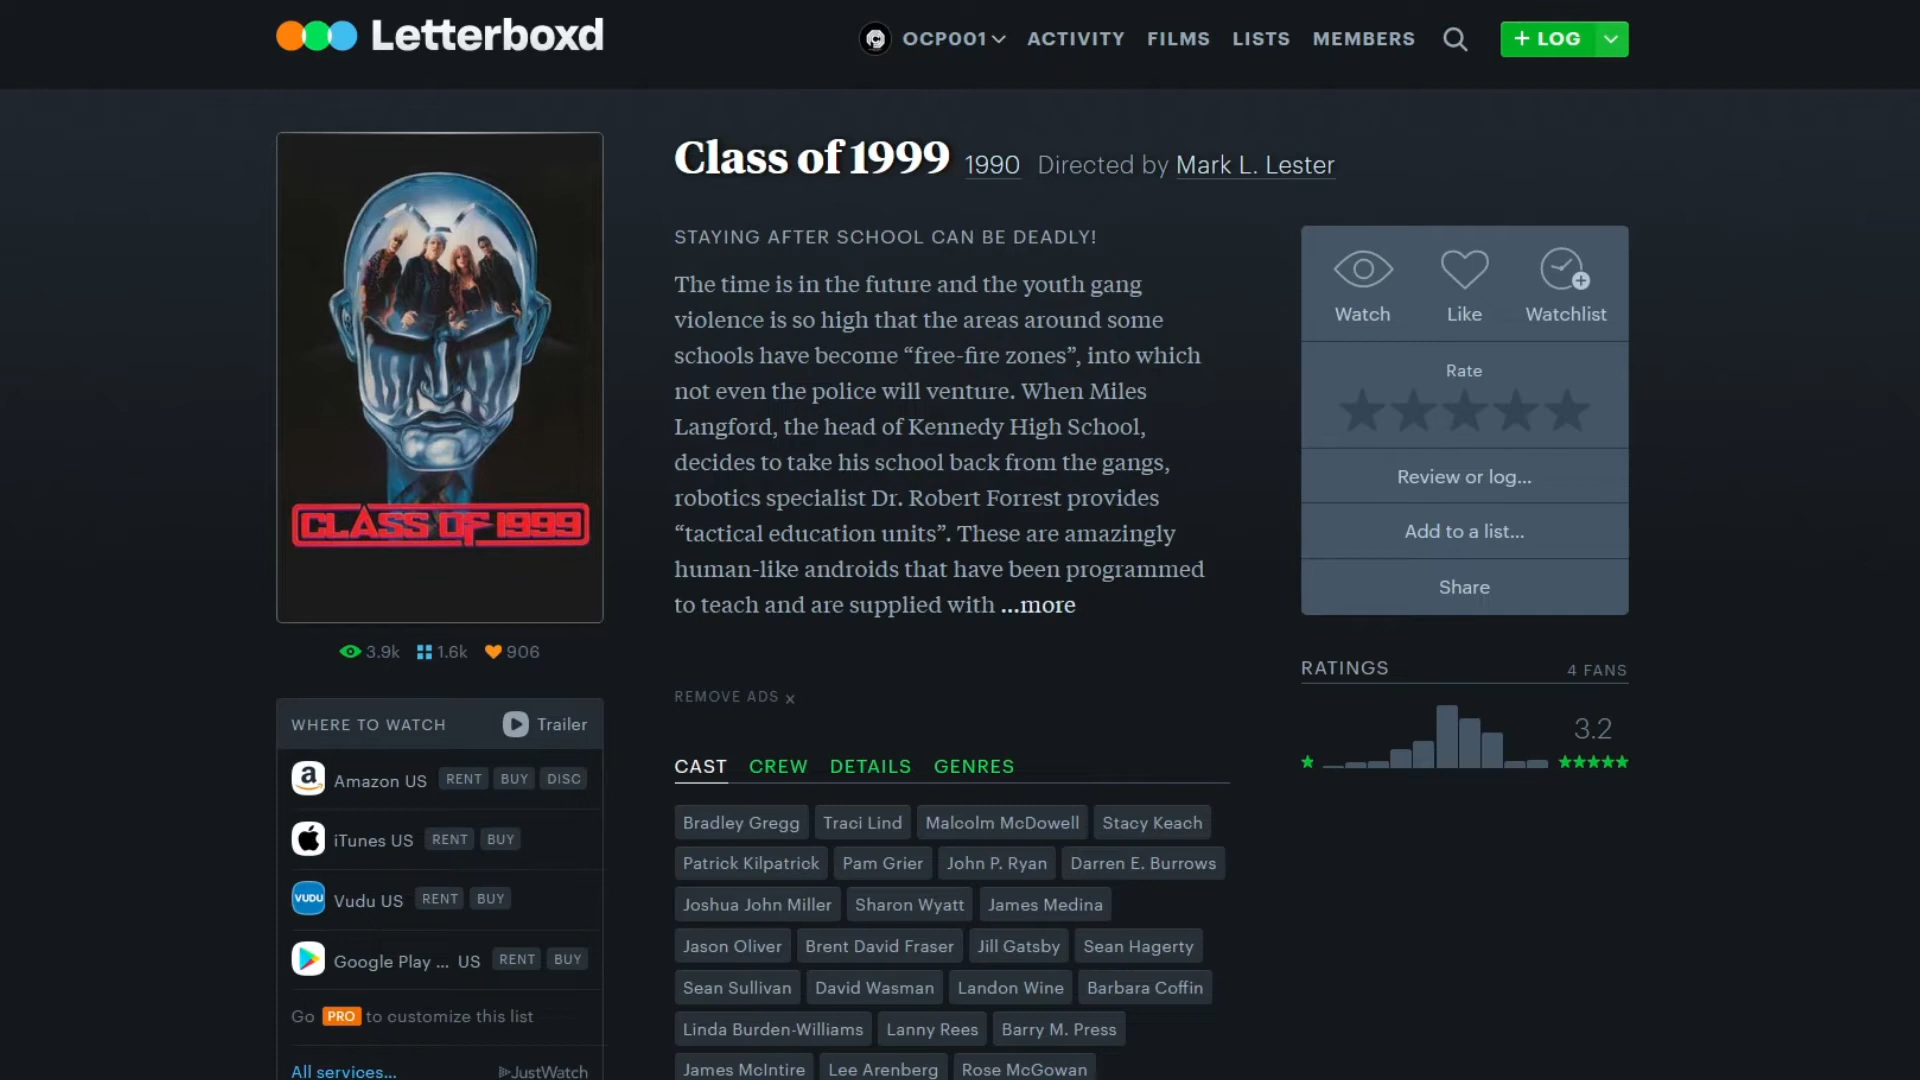 Letterboxd
OCP001 ACTIVITY FILMS LISTS MEMBERS + LOG
Class of 1999 1990 Directed by Mark L. Lester
STAYING AFTER SCHOOL CAN BE DEADLY!
The time is in the future and the youth gang
violence is so high that the areas around some
schools have become “free-fire zones”, into which
not even the police will venture. When Miles
Langford, the head of Kennedy High School,
decides to take his school back from the gangs,
robotics specialist Dr. Robert Forrest provides
“tactical education units”. These are amazingly
human-like androids that have been programmed
to teach and are supplied with ...more
CLASS OF 1999
3.9k 1.6k 906
WHERE TO WATCH Trailer
Amazon US RENT BUY DISC
iTunes US RENT BUY
VUDU Vudu US RENT BUY
Google Play ... US RENT BUY
Go PRO to customize this list
All services... JustWatch
REMOVE ADS x
CAST CREW DETAILS GENRES
Bradley Gregg Traci Lind Malcolm McDowell Stacy Keach
Patrick Kilpatrick Pam Grier John P. Ryan Darren E. Burrows
Joshua John Miller Sharon Wyatt James Medina
Jason Oliver Brent David Fraser Jill Gatsby Sean Hagerty
Sean Sullivan David Wasman Landon Wine Barbara Coffin
Linda Burden-Williams Lanny Rees Barry M. Press
James McIntire Lee Arenberg Rose McGowan
Watch Like Watchlist
Rate
Review or log...
Add to a list...
Share
RATINGS 4 FANS
3.2